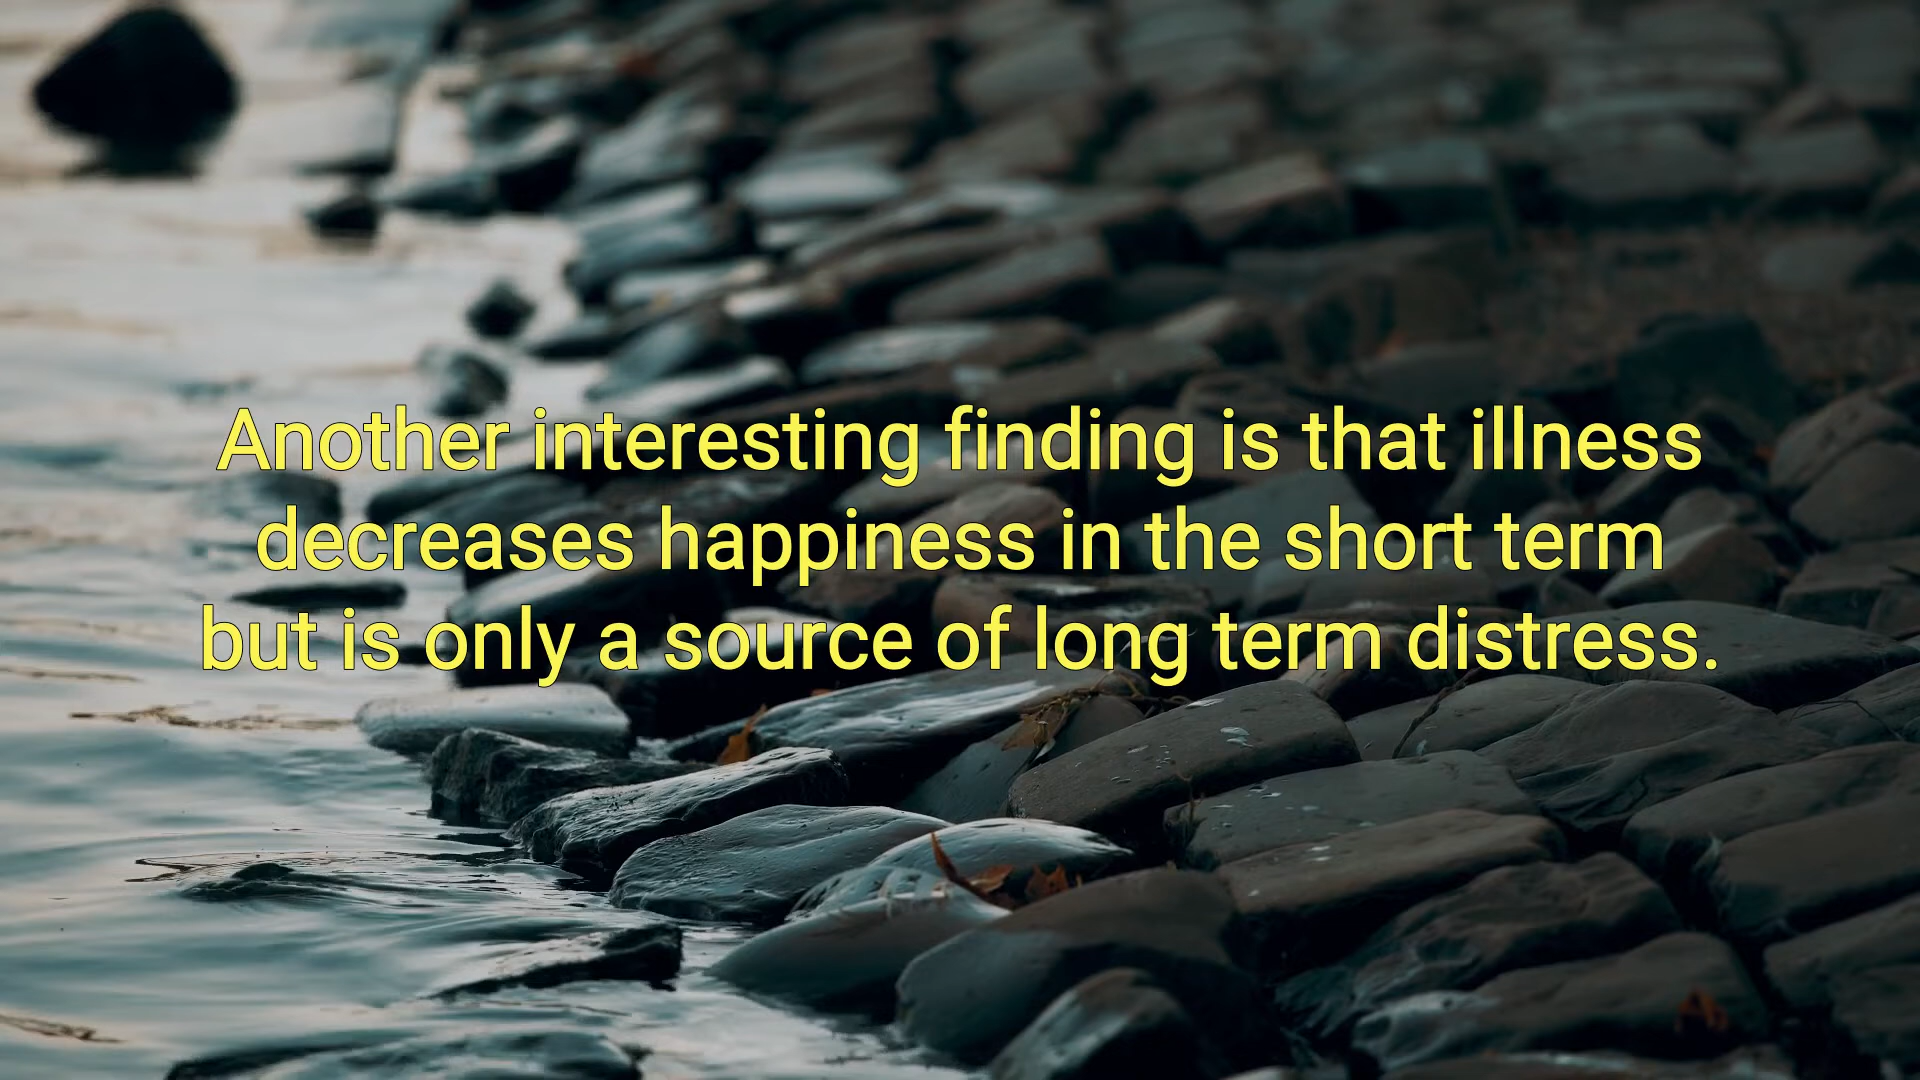 Another interesting finding is that illness
decreases happiness in the short term
but is only a source of long term distress.